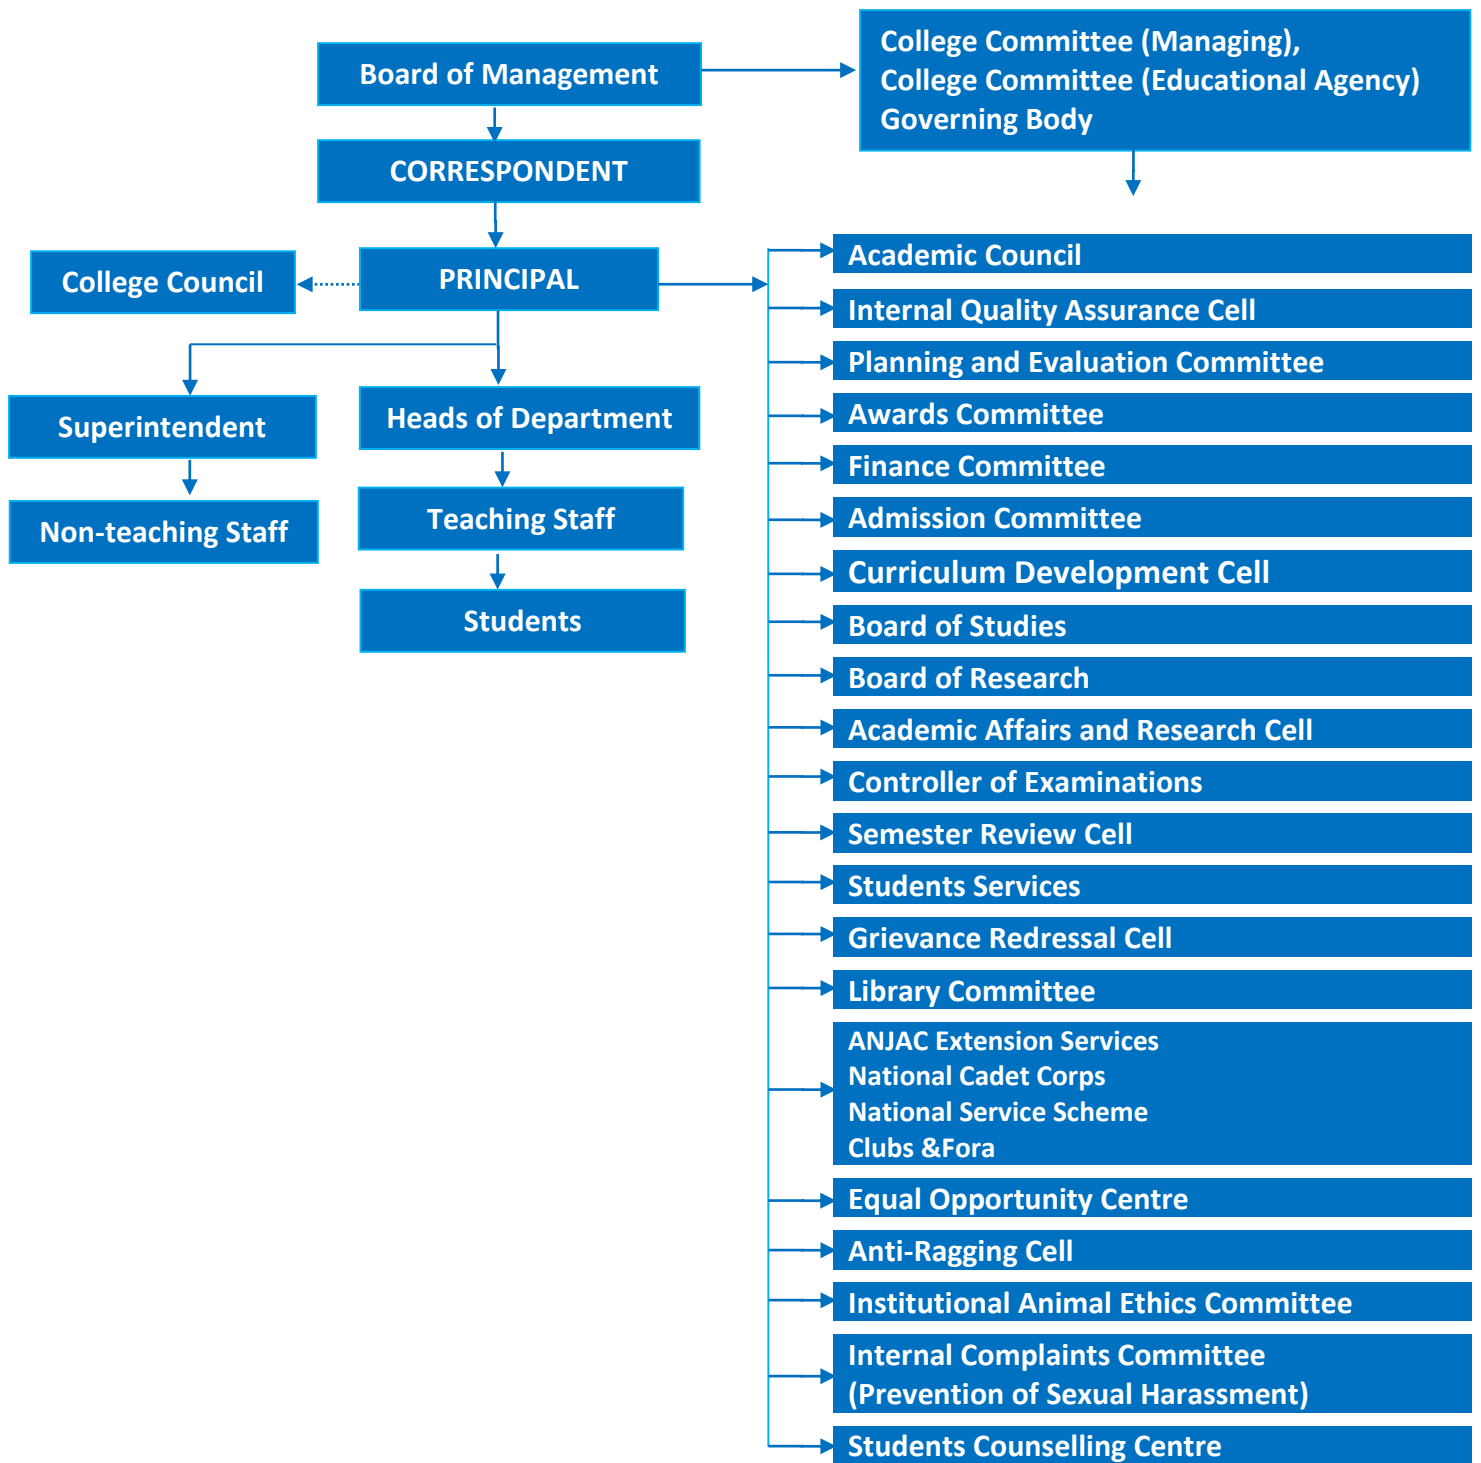 Board of Management
College Committee (Managing),
College Committee (Educational Agency)
Governing Body
CORRESPONDENT
College Council
PRINCIPAL
Superintendent
Heads of Department
Non-teaching Staff
Teaching Staff
Students
Academic Council
Internal Quality Assurance Cell
Planning and Evaluation Committee
Awards Committee
Finance Committee
Admission Committee
Curriculum Development Cell
Board of Studies
Board of Research
Academic Affairs and Research Cell
Controller of Examinations
Semester Review Cell
Students Services
Grievance Redressal Cell
Library Committee
ANJAC Extension Services
National Cadet Corps
National Service Scheme
Clubs &Fora
Equal Opportunity Centre
Anti-Ragging Cell
Institutional Animal Ethics Committee
Internal Complaints Committee
(Prevention of Sexual Harassment)
Students Counselling Centre